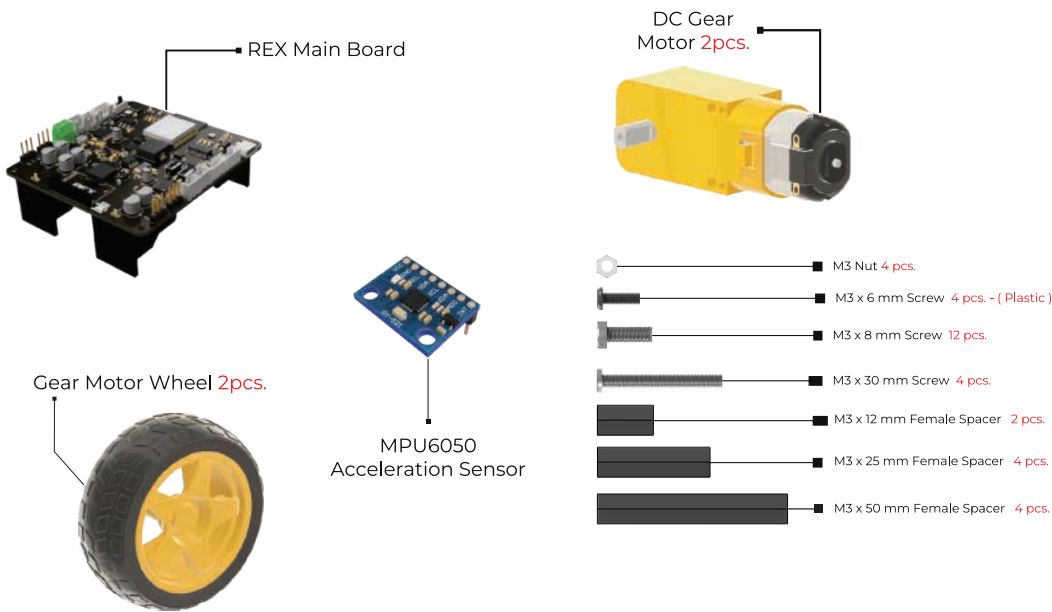 REX Main Board
DC Gear
Motor 2pcs.
M3 Nut 4 pcs.
M3 x 6 mm Screw 4 pcs. - ( Plastic )
M3 x 8 mm Screw 12 pcs.
M3 x 30 mm Screw 4 pcs.
M3 x 12 mm Female Spacer 2 pcs.
M3 x 25 mm Female Spacer 4 pcs.
M3 x 50 mm Female Spacer 4 pcs.
Gear Motor Wheel 2pcs.
MPU6050
Acceleration Sensor